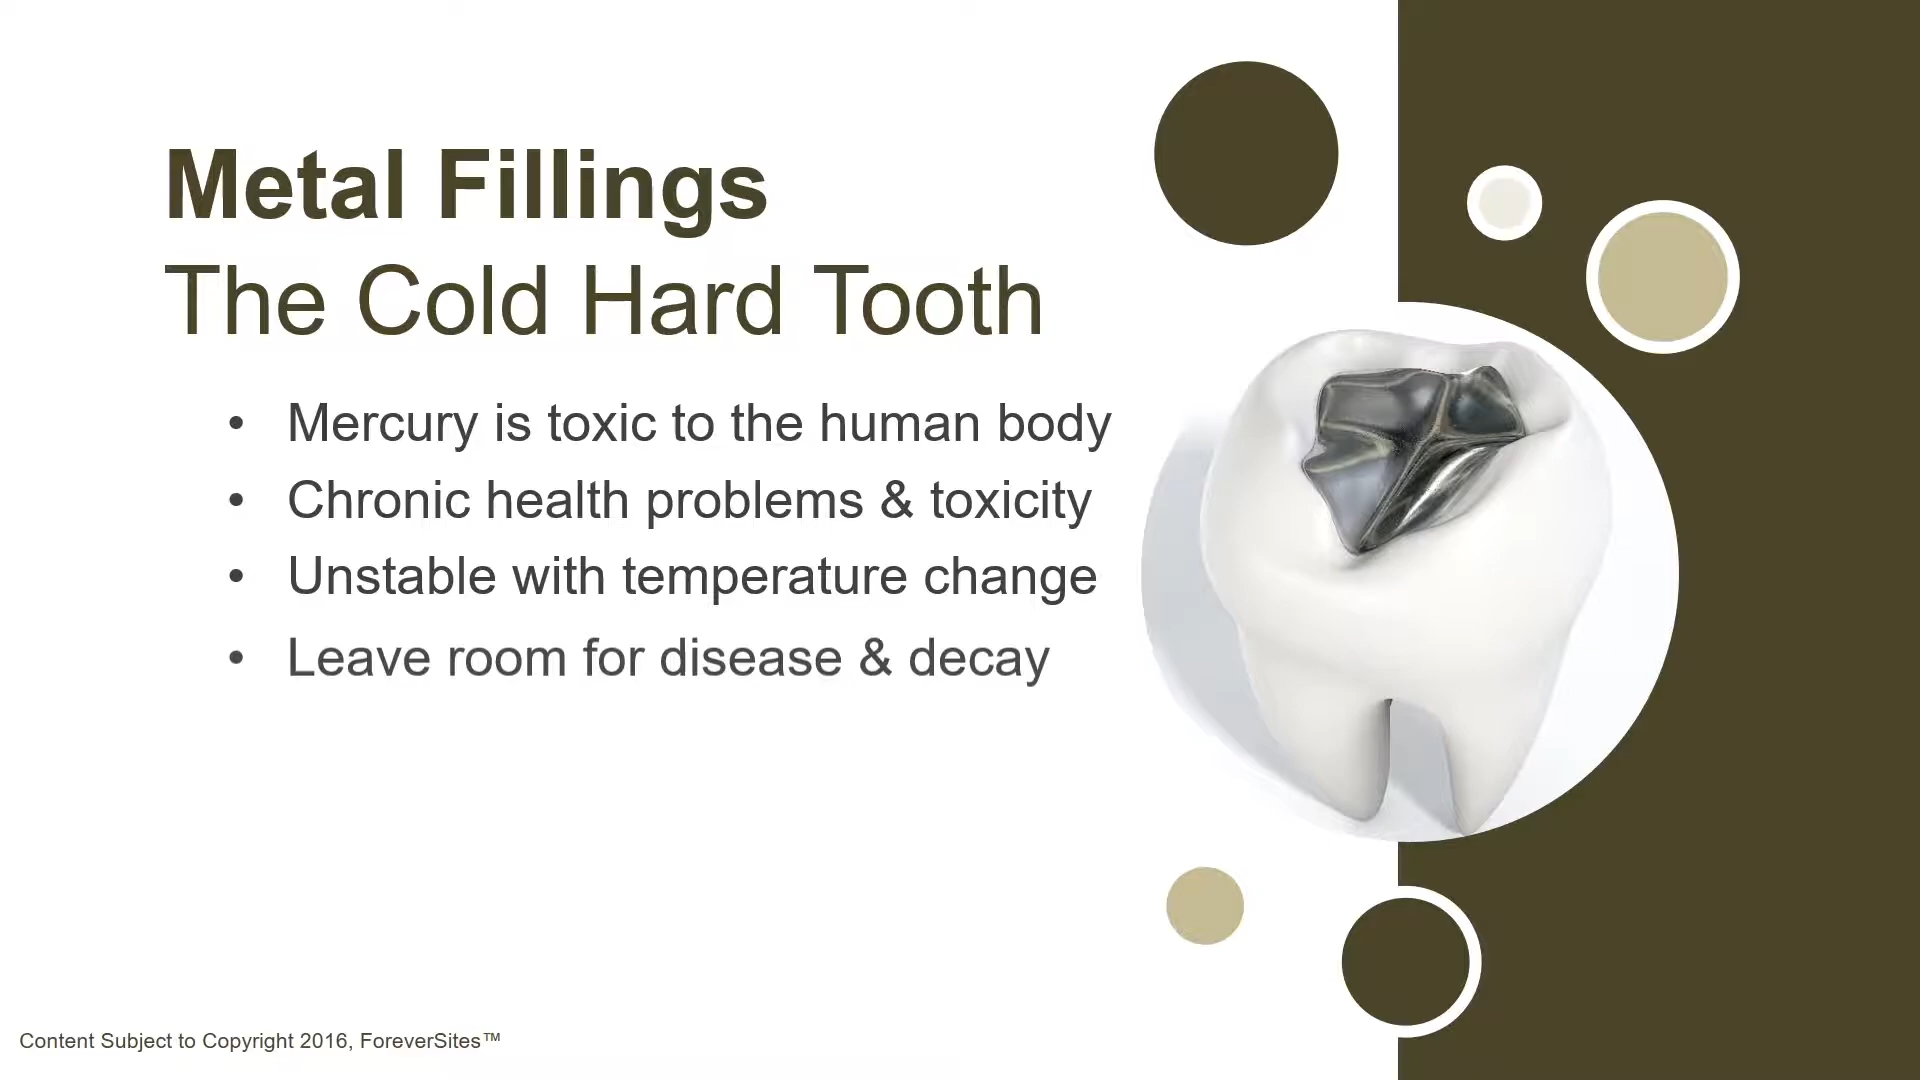 Metal Fillings
The Cold Hard Tooth
• Mercury is toxic to the human body
• Chronic health problems & toxicity
• Unstable with temperature change
• Leave room for disease & decay
Content Subject to Copyright 2016, ForeverSites™